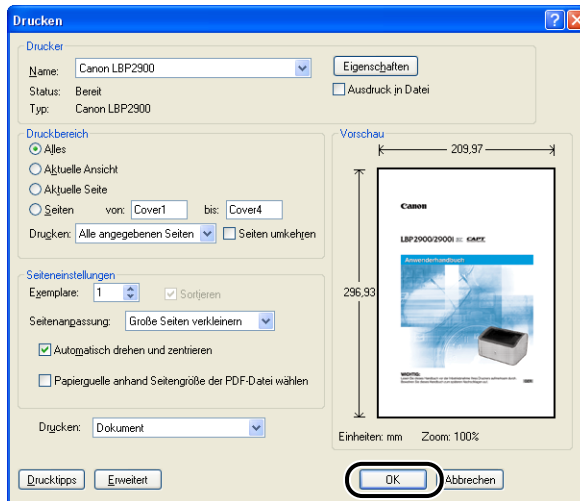 Drucken
Drucker
Name: Canon LBP2900 Eigenschaften
Status: Bereit Ausdruck in Datei
Typ: Canon LBP2900
Druckbereich
Alles
Aktuelle Ansicht
Aktuelle Seite
Seiten von: Cover1 bis: Cover4
Drucken: Alle angegebenen Seiten Seiten umkehren
Seiteneinstellungen
Exemplare: 1 Sortieren
Seitenanpassung: Große Seiten verkleinern
Automatisch drehen und zentrieren
Papierquelle anhand Seitengröße der PDF-Datei wählen
Drucken: Dokument
Vorschau
209,97
296,93
Canon
LBP2900/2900i CAPT
Anwenderhandbuch
WICHTIG:
Einheiten: mm Zoom: 100%
Drucktipps Erweitert OK Abbrechen